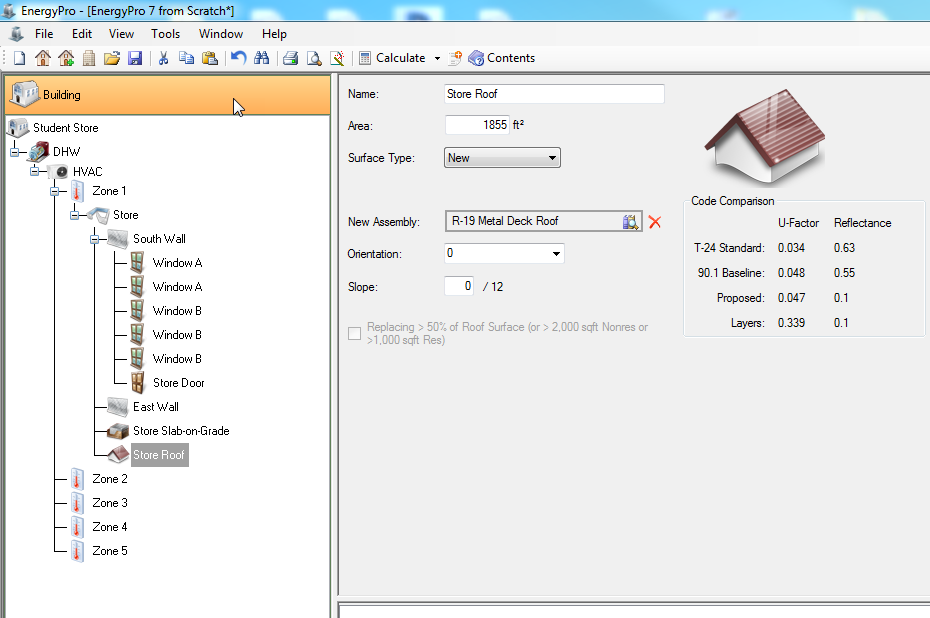 EnergyPro - [EnergyPro 7 from Scratch*]
File Edit View Tools Window Help
Calculate Contents
Building
Student Store
DHW
HVAC
Zone 1
Store
South Wall
Window A
Window A
Window B
Window B
Window B
Store Door
East Wall
Store Slab-on-Grade
Store Roof
Zone 2
Zone 3
Zone 4
Zone 5
Name: Store Roof
Area: 1855 ft²
Surface Type: New
New Assembly: R-19 Metal Deck Roof
Orientation: 0
Slope: 0 / 12
Replacing > 50% of Roof Surface (or > 2,000 sqft Nonres or
>1,000 sqft Res)
Code Comparison
U-Factor Reflectance
T-24 Standard: 0.034 0.63
90.1 Baseline: 0.048 0.55
Proposed: 0.047 0.1
Layers: 0.339 0.1